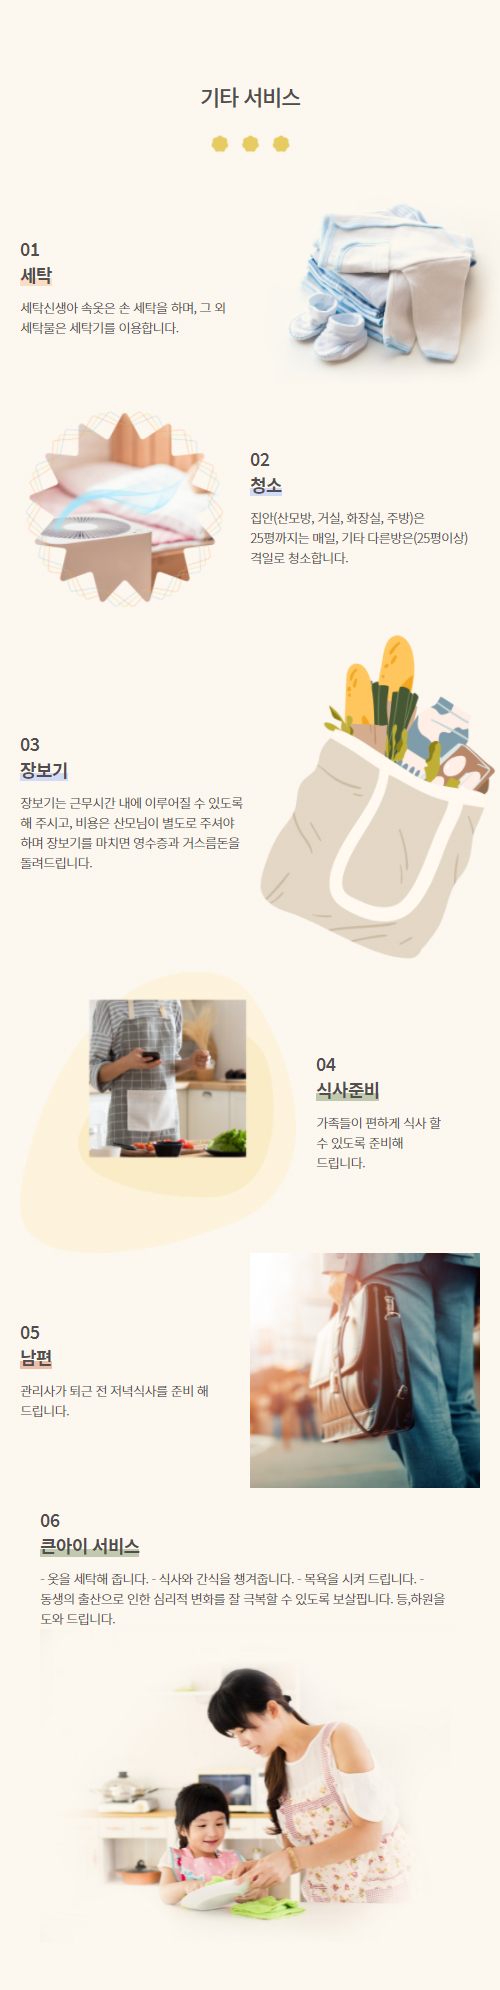 기타 서비스
01
세탁
세탁신생아 속옷은 손 세탁을 하며, 그 외
세탁물은 세탁기를 이용합니다.
02
청소
집안(산모방, 거실, 화장실, 주방)은
25평까지는 매일, 기타 다른방은(25평이상)
격일로 청소합니다.
03
장보기
장보기는 근무시간 내에 이루어질 수 있도록
해 주시고, 비용은 산모님이 별도로 주셔야
하며 장보기를 마치면 영수증과 거스름돈을
돌려드립니다.
04
식사준비
가족들이 편하게 식사 할
수 있도록 준비해
드립니다.
05
남편
관리사가 퇴근 전 저녁식사를 준비 해
드립니다.
06
큰아이 서비스
- 옷을 세탁해 줍니다. - 식사와 간식을 챙겨줍니다. - 목욕을 시켜 드립니다. -
동생의 출산으로 인한 심리적 변화를 잘 극복할 수 있도록 보살핍니다. 등,하원을
도와 드립니다.